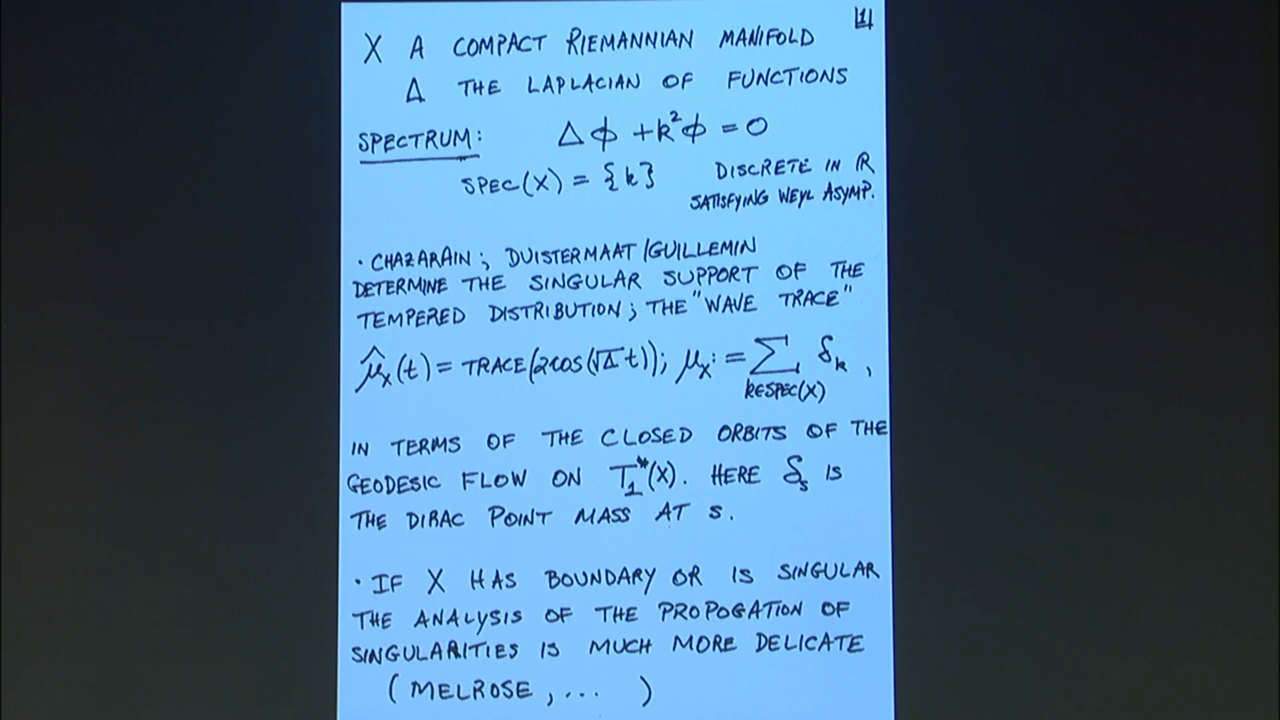 1
X A COMPACT RIEMANNIAN MANIFOLD
Δ THE LAPLACIAN OF FUNCTIONS
SPECTRUM: Δϕ + k²ϕ = 0
SPEC(X) = {k} DISCRETE IN ℝ
SATISFYING WEYL ASYMP.
· CHAZARAIN; DUISTERMAAT/GUILLEMIN
DETERMINE THE SINGULAR SUPPORT OF THE
TEMPERED DISTRIBUTION; THE "WAVE TRACE"
μ̂_X(t) = TRACE(2cos(√Δ t)); μ_X := ∑_{k∈SPEC(X)} δ_k ,
IN TERMS OF THE CLOSED ORBITS OF THE
GEODESIC FLOW ON T₁*(X). HERE δ_s IS
THE DIRAC POINT MASS AT s.
· IF X HAS BOUNDARY OR IS SINGULAR
THE ANALYSIS OF THE PROPOGATION OF
SINGULARITIES IS MUCH MORE DELICATE
(MELROSE, ... )